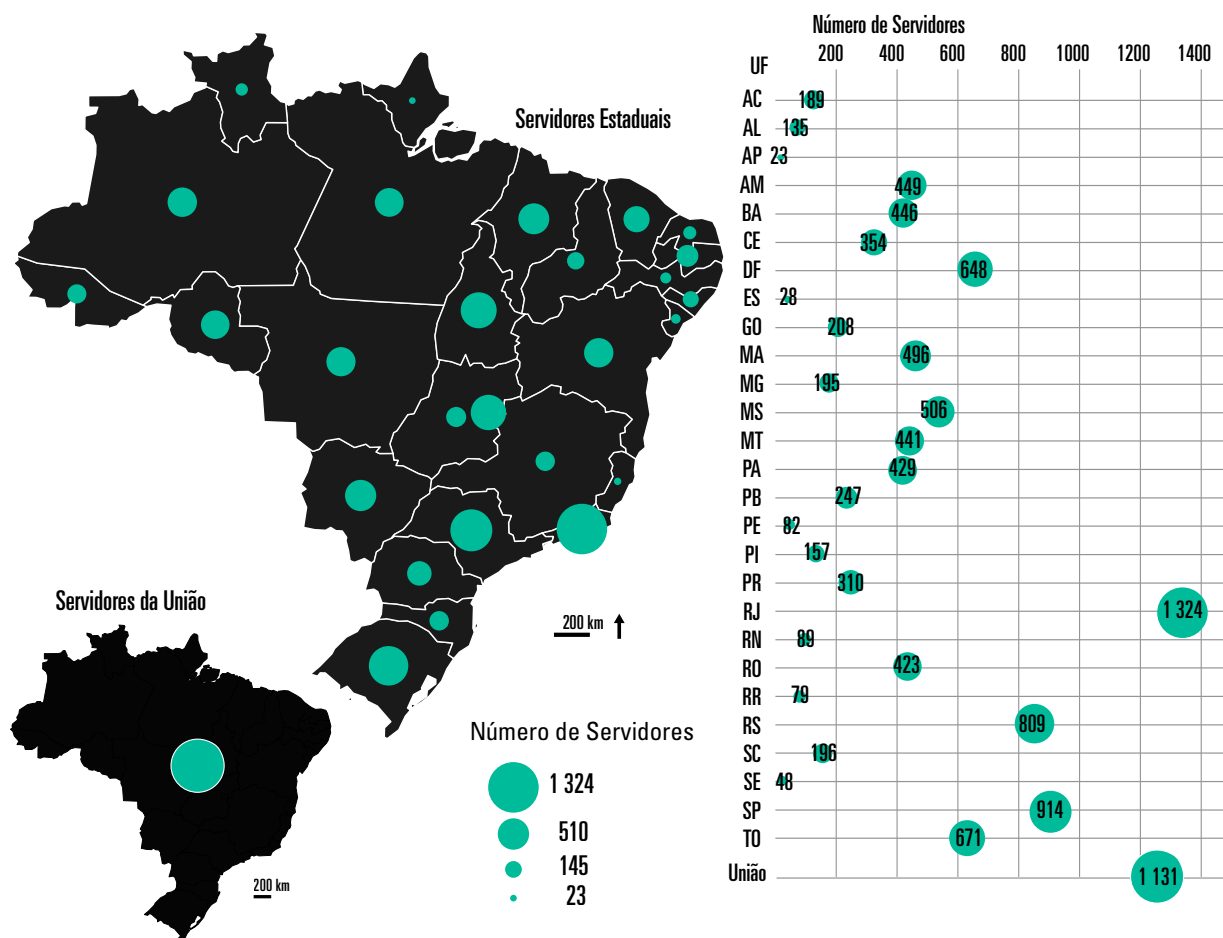 Servidores Estaduais
200 km
Servidores da União
200 km
Número de Servidores
1 324
510
145
23
Número de Servidores
200 400 600 800 1000 1200 1400
UF
AC 189
AL 135
AP 23
AM 449
BA 446
CE 354
DF 648
ES 28
GO 208
MA 496
MG 195
MS 506
MT 441
PA 429
PB 247
PE 82
PI 157
PR 310
RJ 1 324
RN 89
RO 423
RR 79
RS 809
SC 196
SE 48
SP 914
TO 671
União 1 131